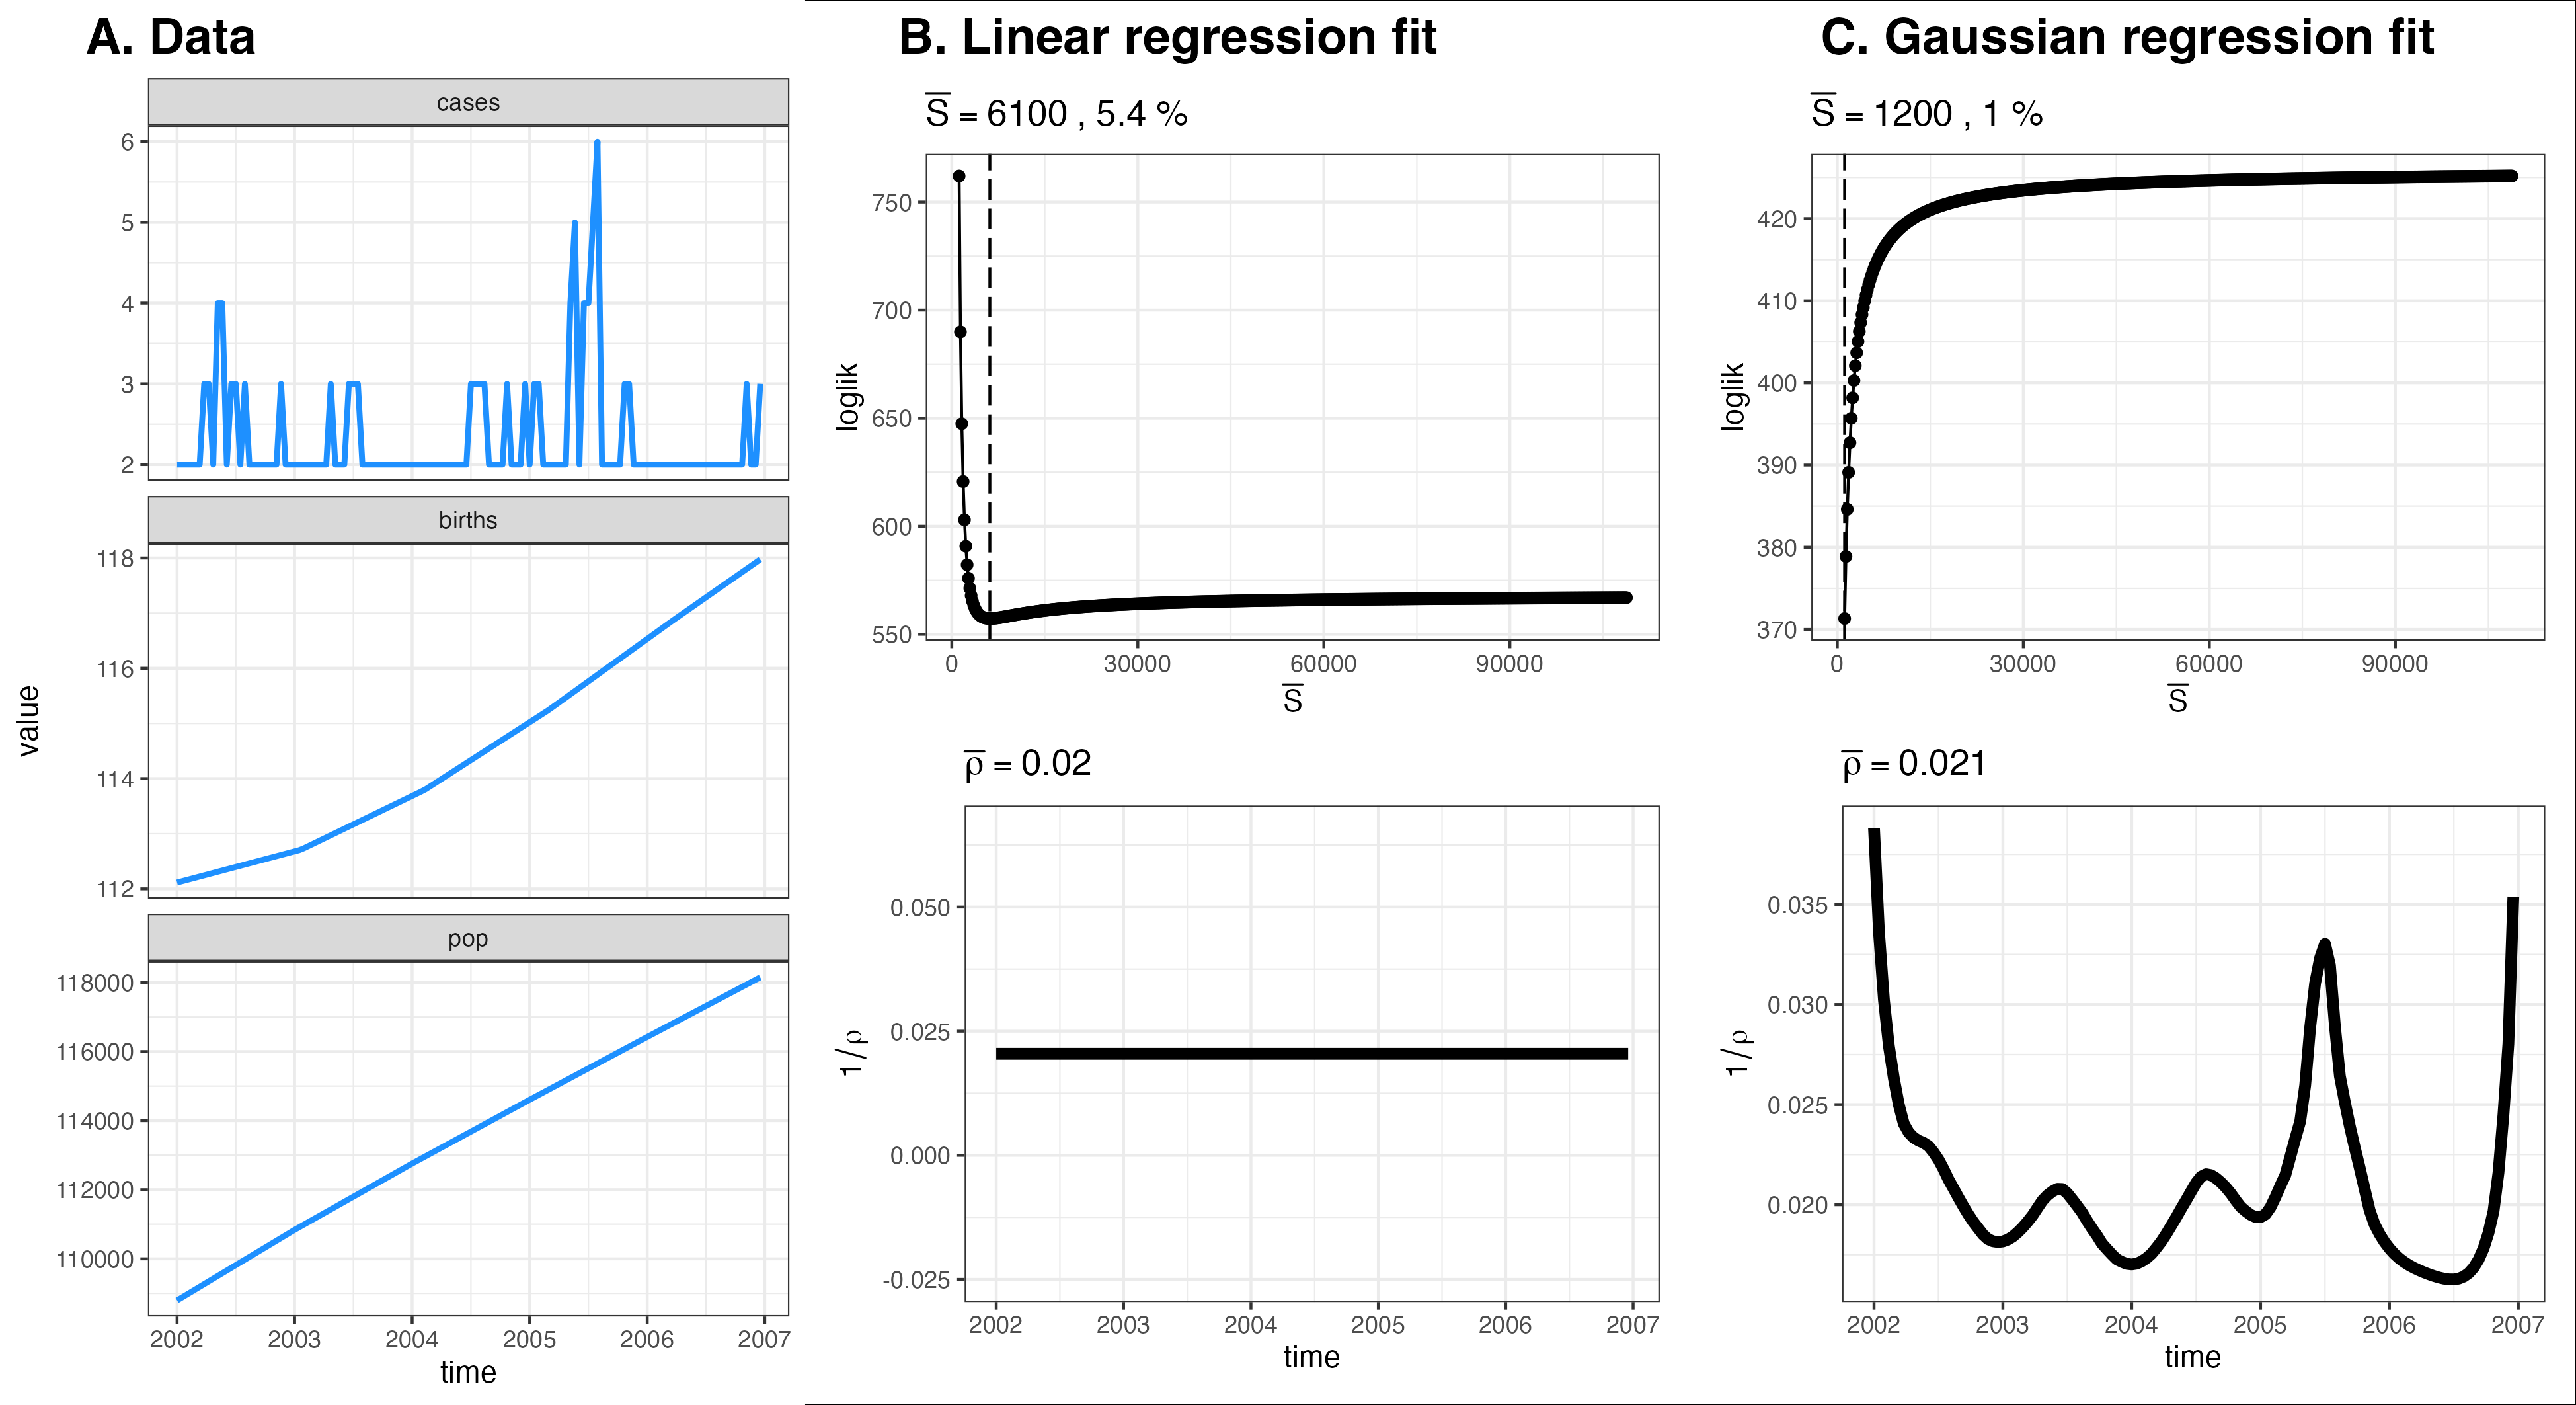 A. Data
cases
6
5
4
3
2
births
118
116
114
112
pop
118000
116000
114000
112000
110000
2002 2003 2004 2005 2006 2007
time
value
B. Linear regression fit
S̅ = 6100 , 5.4 %
750
700
650
600
550
loglik
0 30000 60000 90000
S̅
ρ̅ = 0.02
0.050
0.025
0.000
-0.025
1/ρ
2002 2003 2004 2005 2006 2007
time
C. Gaussian regression fit
S̅ = 1200 , 1 %
420
410
400
390
380
370
loglik
0 30000 60000 90000
S̅
ρ̅ = 0.021
0.035
0.030
0.025
0.020
1/ρ
2002 2003 2004 2005 2006 2007
time